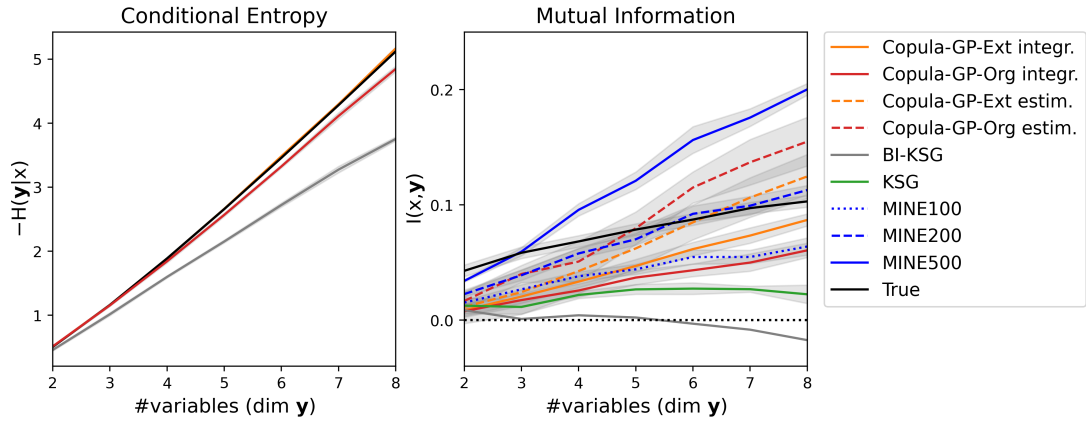 Conditional Entropy
−H(y|x)
5
4
3
2
1
2 3 4 5 6 7 8
#variables (dim y)
Mutual Information
I(x,y)
0.2
0.1
0.0
2 3 4 5 6 7 8
#variables (dim y)
Copula-GP-Ext integr.
Copula-GP-Org integr.
Copula-GP-Ext estim.
Copula-GP-Org estim.
BI-KSG
KSG
MINE100
MINE200
MINE500
True